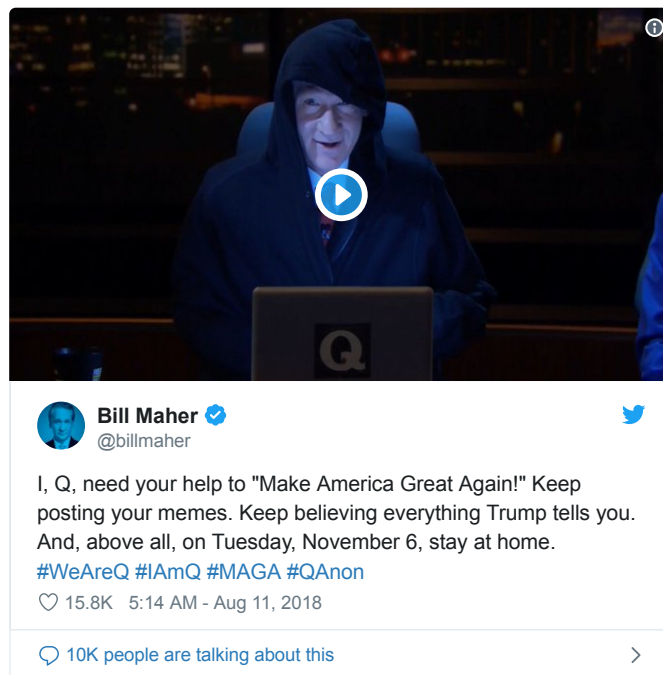 Q
Bill Maher
@billmaher
I, Q, need your help to "Make America Great Again!" Keep
posting your memes. Keep believing everything Trump tells you.
And, above all, on Tuesday, November 6, stay at home.
#WeAreQ #IAmQ #MAGA #QAnon
15.8K 5:14 AM - Aug 11, 2018
10K people are talking about this